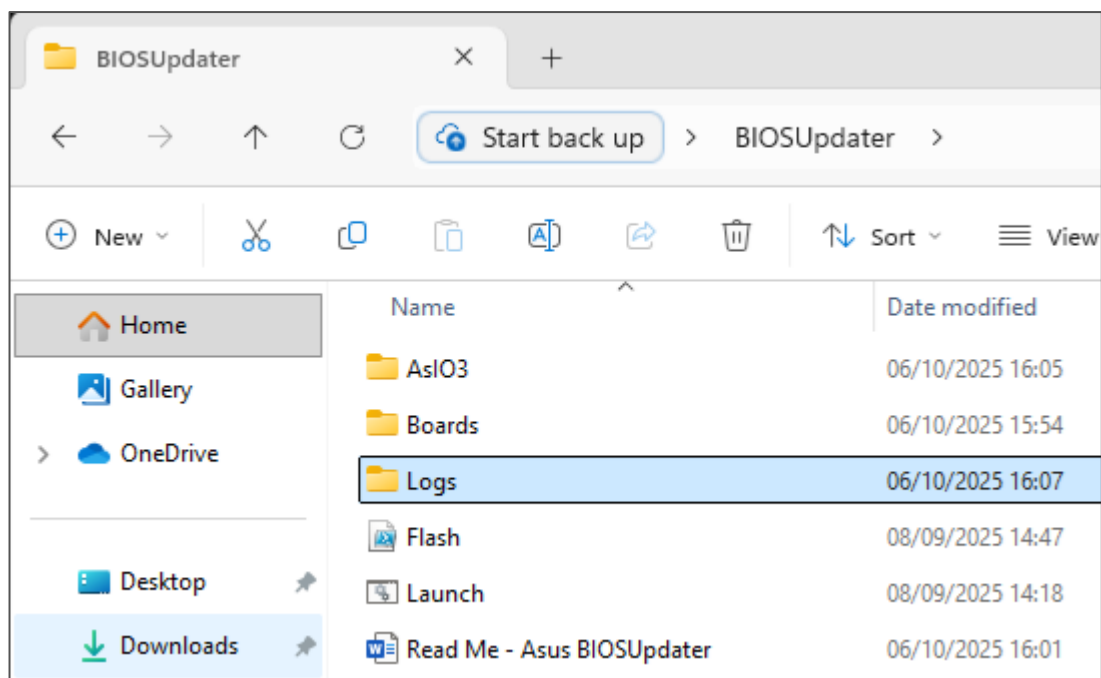 BIOSUpdater
Start back up > BIOSUpdater >
New Sort View
Home
Gallery
OneDrive
Desktop
Downloads
Name Date modified
AsIO3 06/10/2025 16:05
Boards 06/10/2025 15:54
Logs 06/10/2025 16:07
Flash 08/09/2025 14:47
Launch 08/09/2025 14:18
Read Me - Asus BIOSUpdater 06/10/2025 16:01